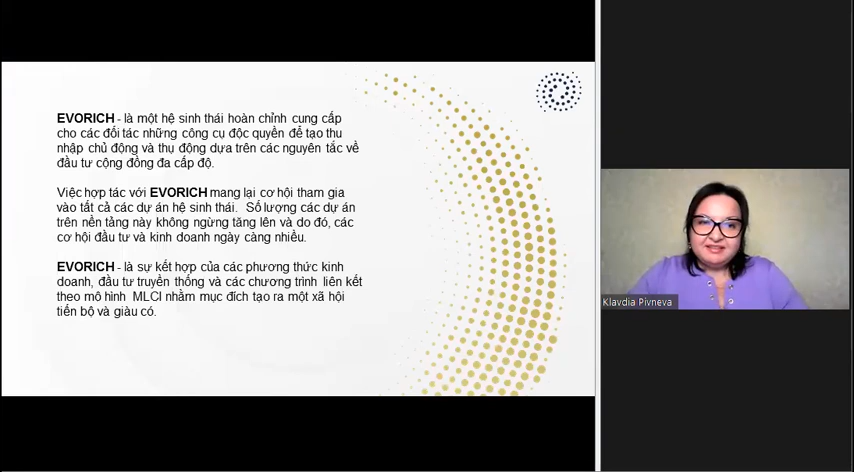 EVORICH - là một hệ sinh thái hoàn chỉnh cung cấp
cho các đối tác những công cụ độc quyền để tạo thu
nhập chủ động và thụ động dựa trên các nguyên tắc về
đầu tư cộng đồng đa cấp độ.
Việc hợp tác với EVORICH mang lại cơ hội tham gia
vào tất cả các dự án hệ sinh thái. Số lượng các dự án
trên nền tảng này không ngừng tăng lên và do đó, các
cơ hội đầu tư và kinh doanh ngày càng nhiều.
EVORICH - là sự kết hợp của các phương thức kinh
doanh, đầu tư truyền thống và các chương trình liên kết
theo mô hình MLCI nhằm mục đích tạo ra một xã hội
tiến bộ và giàu có.
Klavdia Pivneva